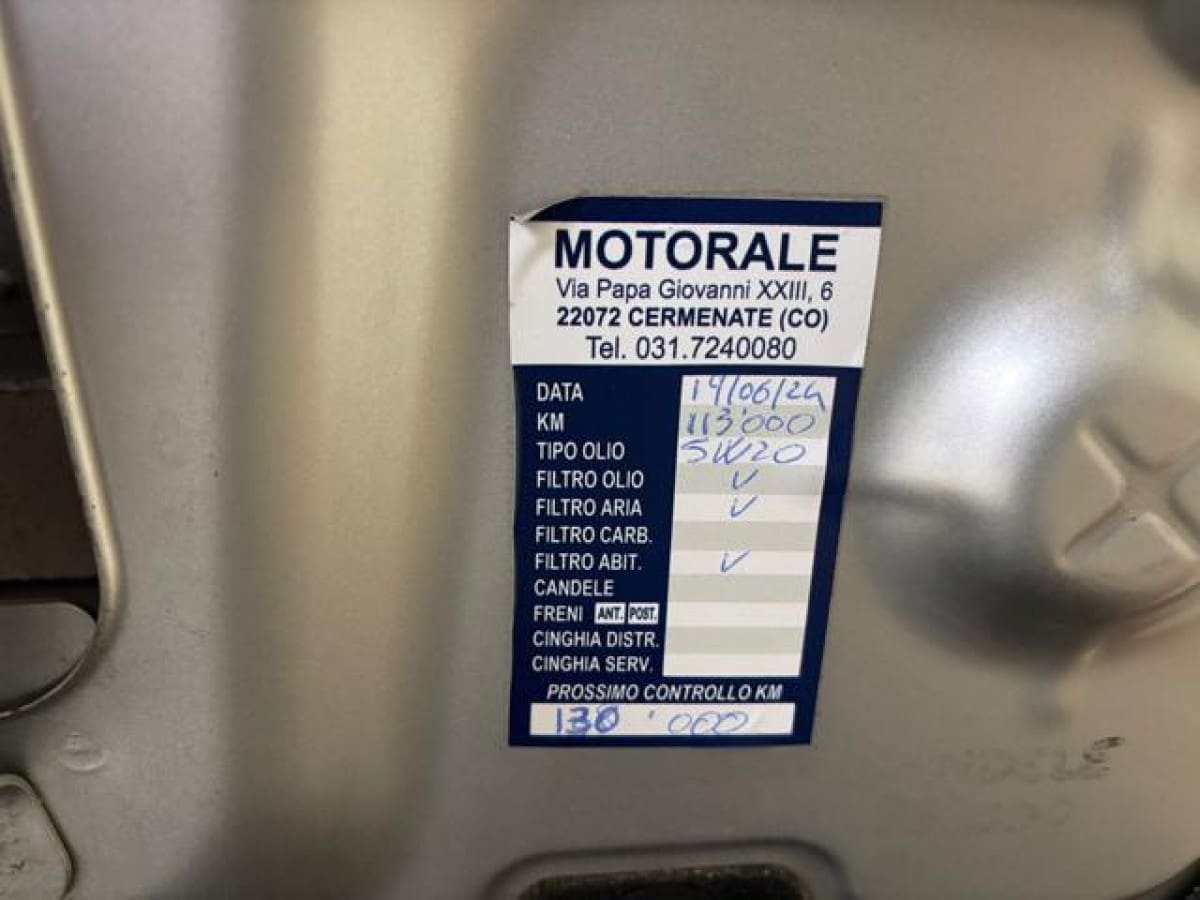 MOTORALE
Via Papa Giovanni XXIII, 6
22072 CERMENATE (CO)
Tel. 031.7240080
DATA 14/06/24
KM 113'000
TIPO OLIO 5W20
FILTRO OLIO ✓
FILTRO ARIA ✓
FILTRO CARB.
FILTRO ABIT. ✓
CANDELE
FRENI ANT. POST.
CINGHIA DISTR.
CINGHIA SERV.
PROSSIMO CONTROLLO KM
130'000